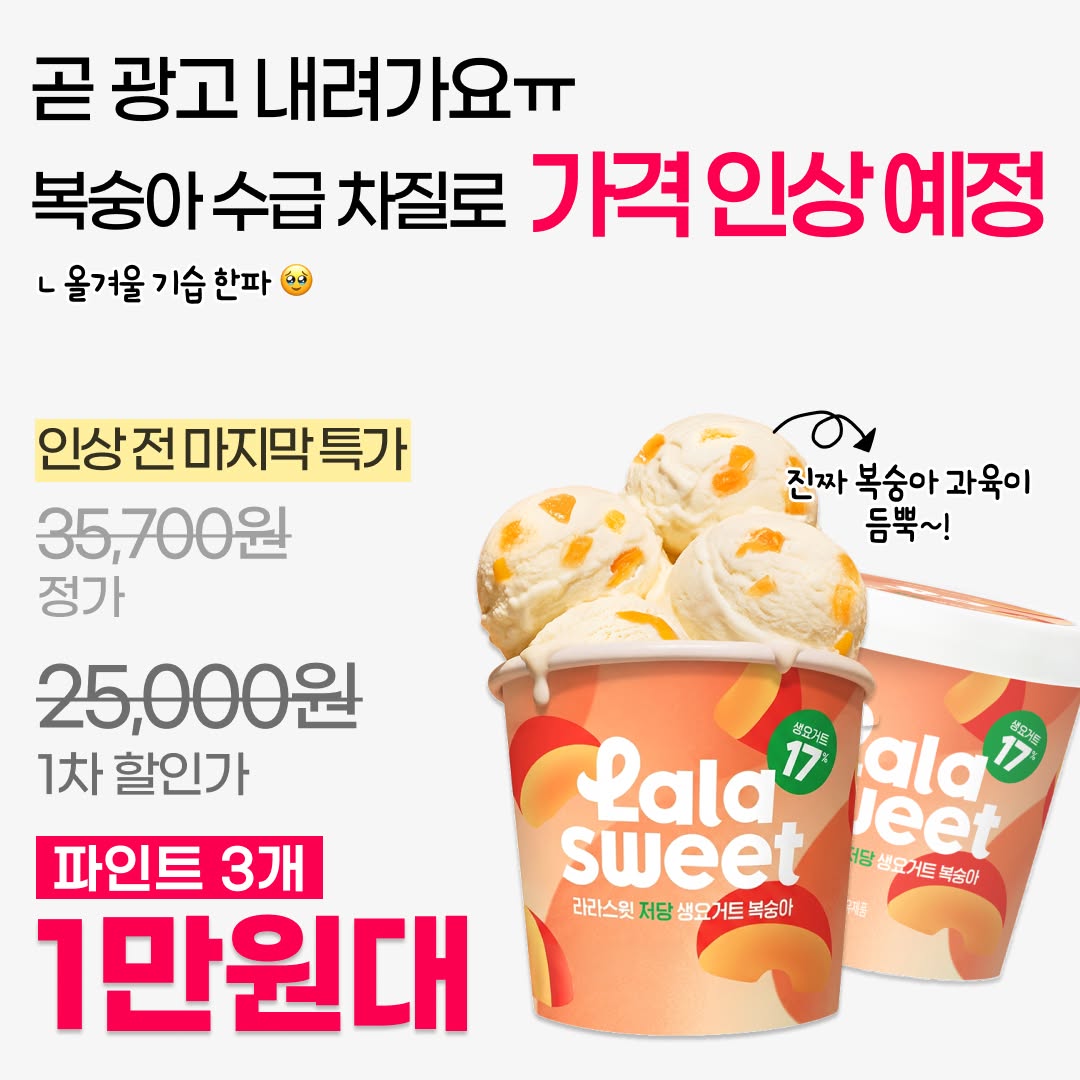 곧 광고 내려가요ㅠ
복숭아 수급 차질로 가격 인상 예정
ㄴ 올겨울 기습 한파 🥹
인상 전 마지막 특가
35,700원
정가
25,000원
1차 할인가
파인트 3개
1만원대
진짜 복숭아 과육이
듬뿍~!
생요거트
17%
Lala
sweet
라라스윗 저당 생요거트 복숭아
생요거트
17%
Lala
sweet
저당 생요거트 복숭아